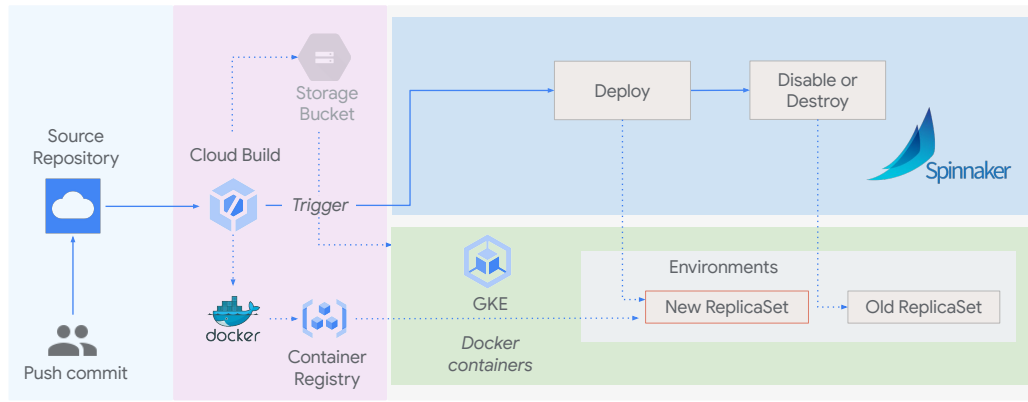 Source
Repository
Push commit
Storage
Bucket
Cloud Build
Trigger
docker
Container
Registry
Deploy
Disable or
Destroy
Spinnaker
GKE
Docker
containers
Environments
New ReplicaSet
Old ReplicaSet